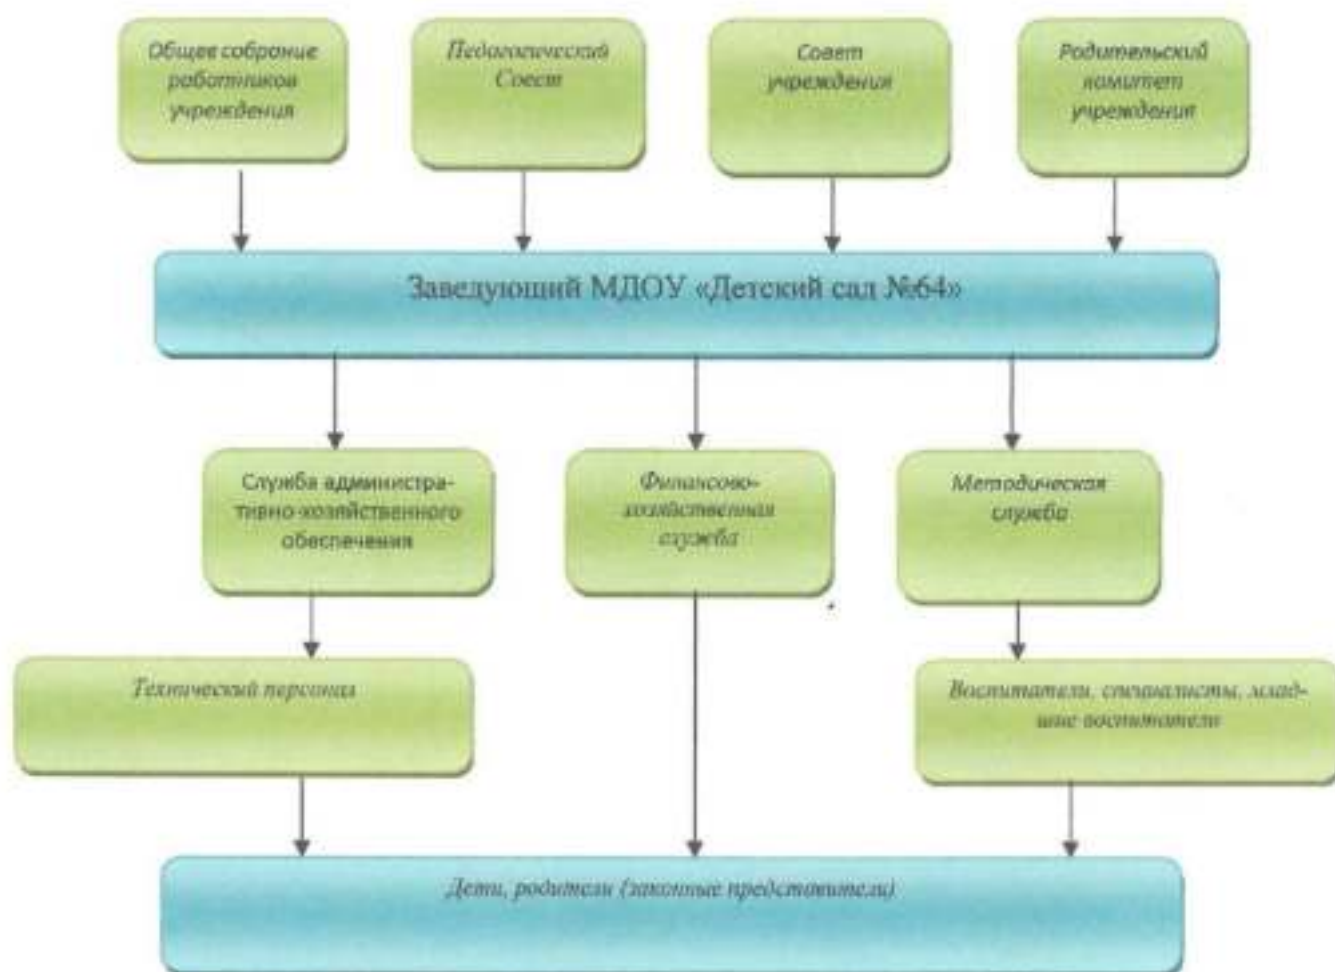 Общее собрание
работников
учреждения
Педагогический
Совет
Совет
учреждения
Родительский
комитет
учреждения
Заведующий МДОУ «Детский сад №64»
Служба администра-
тивно-хозяйственного
обеспечения
Финансово-
хозяйственная
служба
Методическая
служба
Технический персонал
Воспитатели, специалисты, млад-
шие воспитатели
Дети, родители (законные представители)